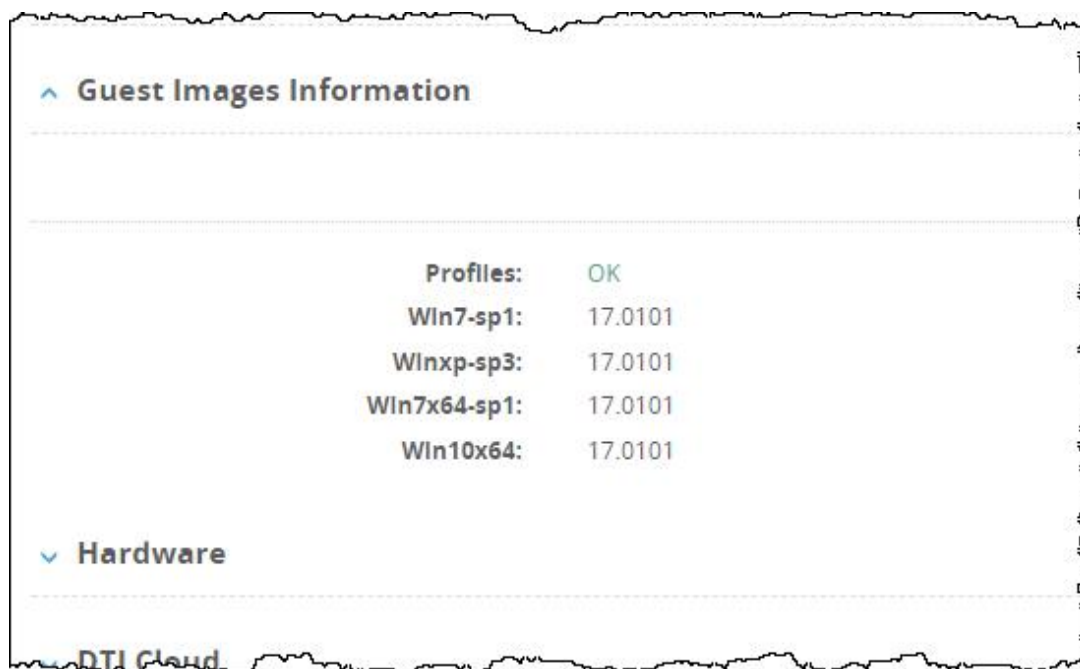 Guest Images Information
Profiles: OK
Win7-sp1: 17.0101
Winxp-sp3: 17.0101
Win7x64-sp1: 17.0101
Win10x64: 17.0101
Hardware
DTI Cloud